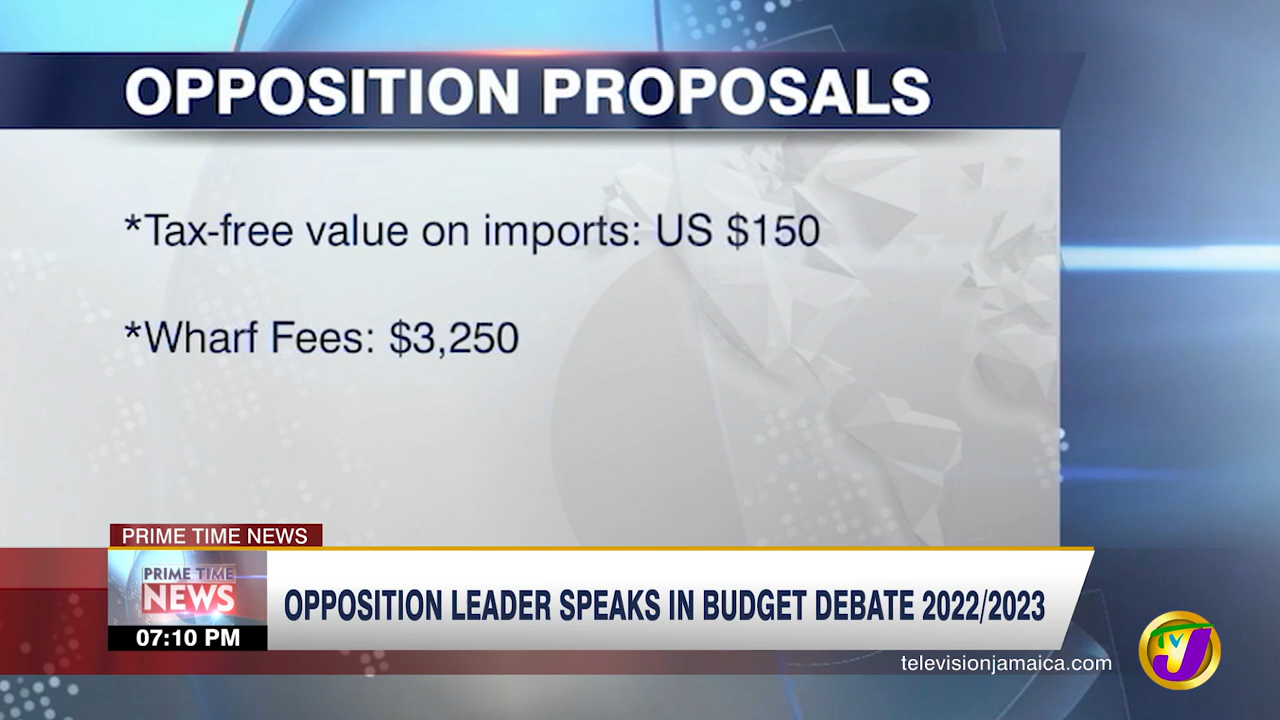 OPPOSITION PROPOSALS
*Tax-free value on imports: US $150
*Wharf Fees: $3,250
PRIME TIME NEWS
PRIME TIME
NEWS
07:10 PM
OPPOSITION LEADER SPEAKS IN BUDGET DEBATE 2022/2023
televisionjamaica.com
TVJ